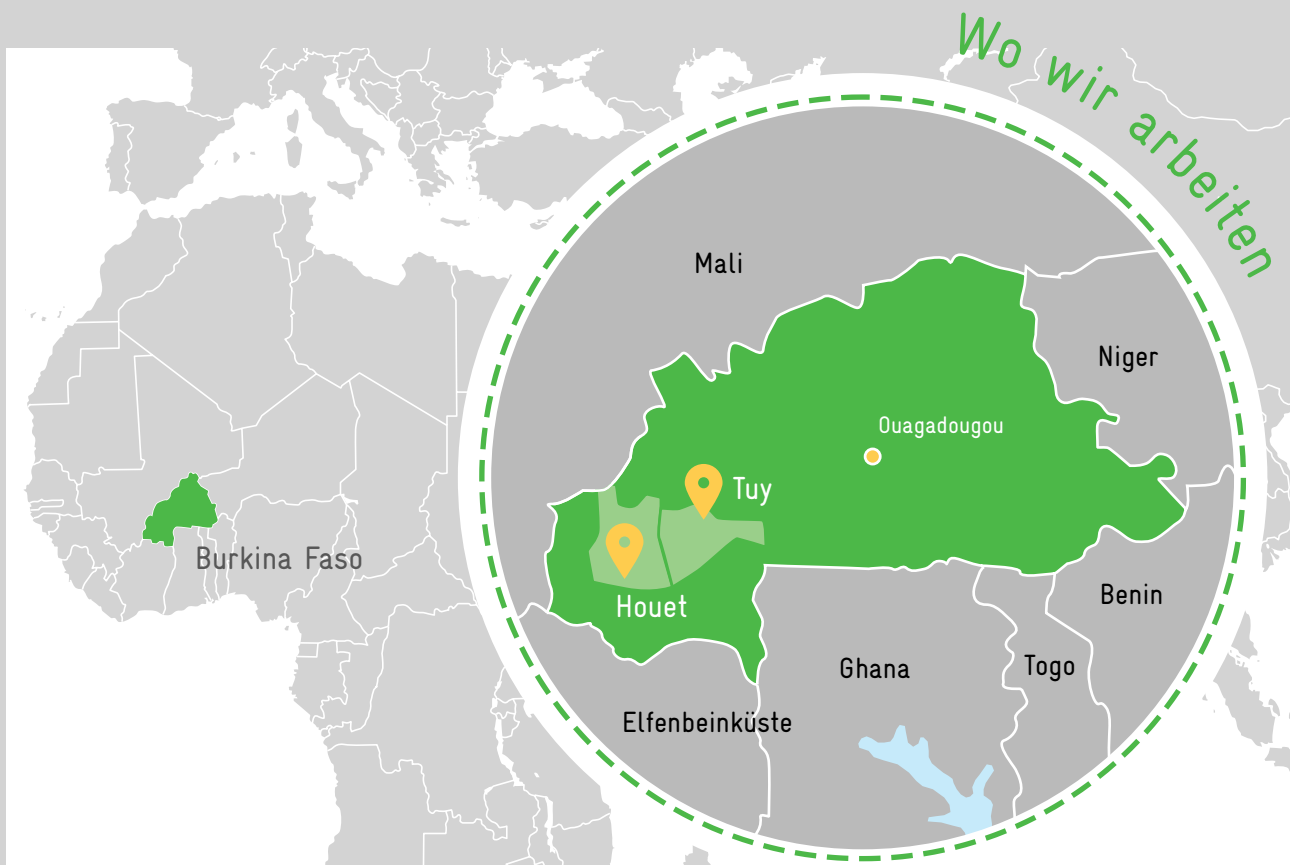 Wo wir arbeiten
Mali
Niger
Ouagadougou
Tuy
Burkina Faso
Houet
Benin
Ghana
Togo
Elfenbeinküste